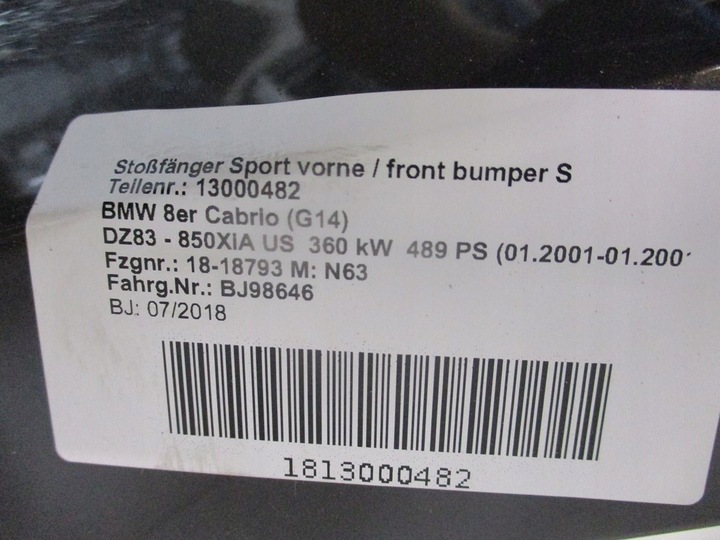 Stoßfänger Sport vorne / front bumper S
Teilenr.: 13000482
BMW 8er Cabrio (G14)
DZ83 - 850XIA US 360 kW 489 PS (01.2001-01.200
Fzgnr.: 18-18793 M: N63
Fahrg.Nr.: BJ98646
BJ: 07/2018
1813000482